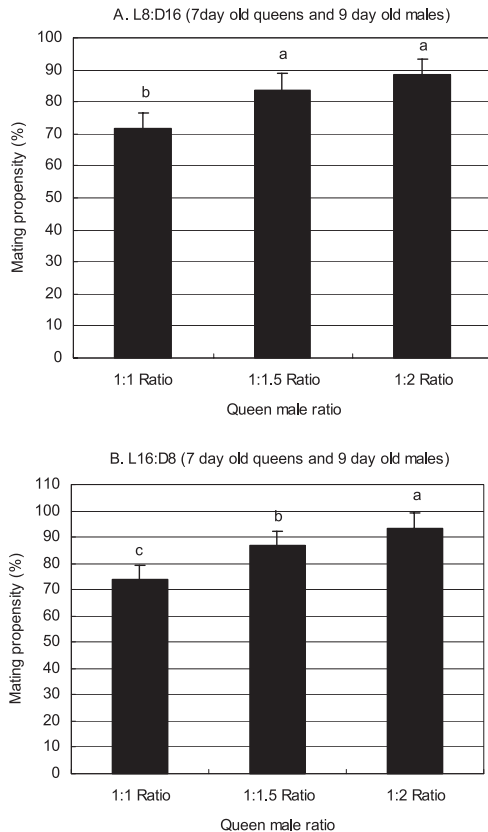 A. L8:D16 (7day old queens and 9 day old males)
100
90
80
70
60
50
40
30
20
10
0
Mating propensity (%)
b
a
a
1:1 Ratio
1:1.5 Ratio
1:2 Ratio
Queen male ratio
B. L16:D8 (7 day old queens and 9 day old males)
110
100
90
80
70
60
50
40
30
20
10
0
Mating propensity (%)
c
b
a
1:1 Ratio
1:1.5 Ratio
1:2 Ratio
Queen male ratio